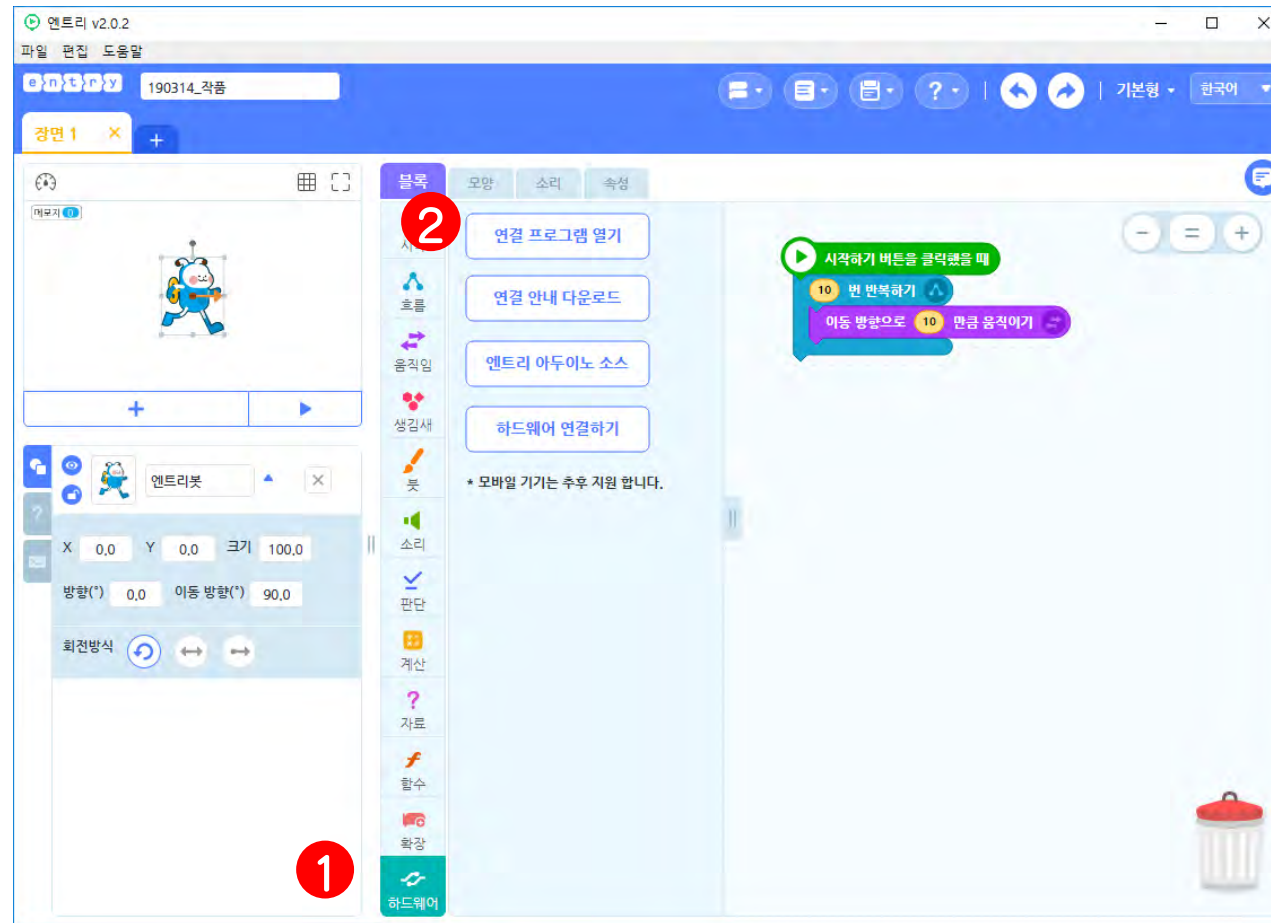 엔트리 v2.0.2
파일 편집 도움말
entry 190314_작품 ? 기본형 한국어
장면 1 × +
블록 모양 소리 속성
메모지 0
2
연결 프로그램 열기
시작하기 버튼을 클릭했을 때
10 번 반복하기
이동 방향으로 10 만큼 움직이기
흐름
연결 안내 다운로드
움직임
엔트리 아두이노 소스
생김새
하드웨어 연결하기
붓
* 모바일 기기는 추후 지원 합니다.
소리
판단
계산
자료
함수
확장
하드웨어
엔트리봇
X 0.0 Y 0.0 크기 100.0
방향(°) 0.0 이동 방향(°) 90.0
회전방식
1